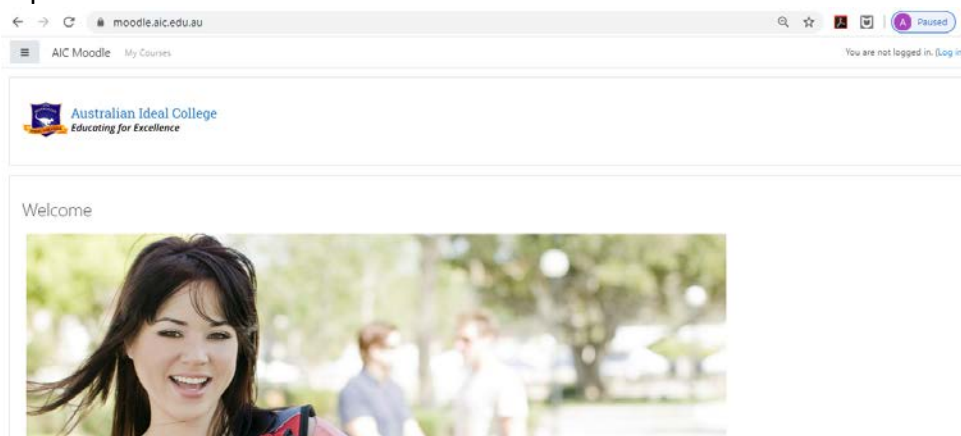 moodle.aic.edu.au
A Paused
AIC Moodle My Courses
You are not logged in. (Log in
Australian Ideal College
Educating for Excellence
Welcome